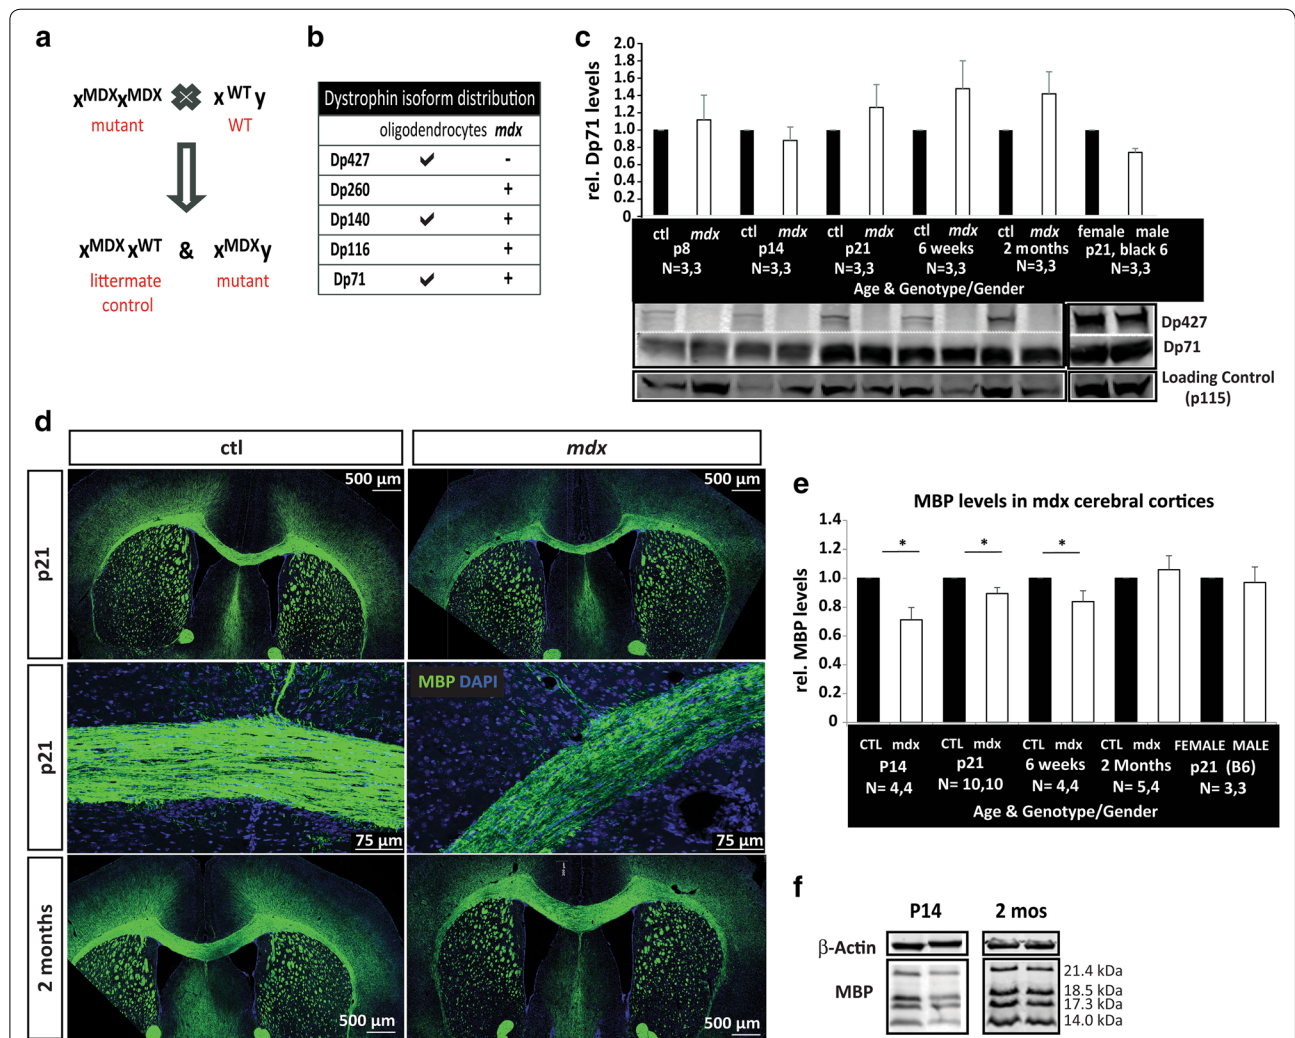 a
xMDXxMDX xWTy
mutant WT
xMDXxWT & xMDXy
littermate control mutant
b
Dystrophin isoform distribution
oligodendrocytes mdx
Dp427 ✓ -
Dp260 +
Dp140 ✓ +
Dp116 +
Dp71 ✓ +
c
rel. Dp71 levels
2.0
1.8
1.6
1.4
1.2
1.0
0.8
0.6
0.4
0.2
0
ctl mdx ctl mdx ctl mdx ctl mdx ctl mdx female male
p8 p14 p21 6 weeks 2 months p21, black 6
N=3,3 N=3,3 N=3,3 N=3,3 N=3,3 N=3,3
Age & Genotype/Gender
Dp427
Dp71
Loading Control
(p115)
d
ctl mdx
p21
500 µm 500 µm
p21
MBP DAPI
75 µm 75 µm
2 months
500 µm 500 µm
e
MBP levels in mdx cerebral cortices
rel. MBP levels
1.4
1.2
1.0
0.8
0.6
0.4
0.2
0
* * *
CTL mdx CTL mdx CTL mdx CTL mdx FEMALE MALE
P14 p21 6 weeks 2 Months p21 (B6)
N= 4,4 N= 10,10 N= 4,4 N= 5,4 N= 3,3
Age & Genotype/Gender
f
P14 2 mos
β-Actin
MBP
21.4 kDa
18.5 kDa
17.3 kDa
14.0 kDa